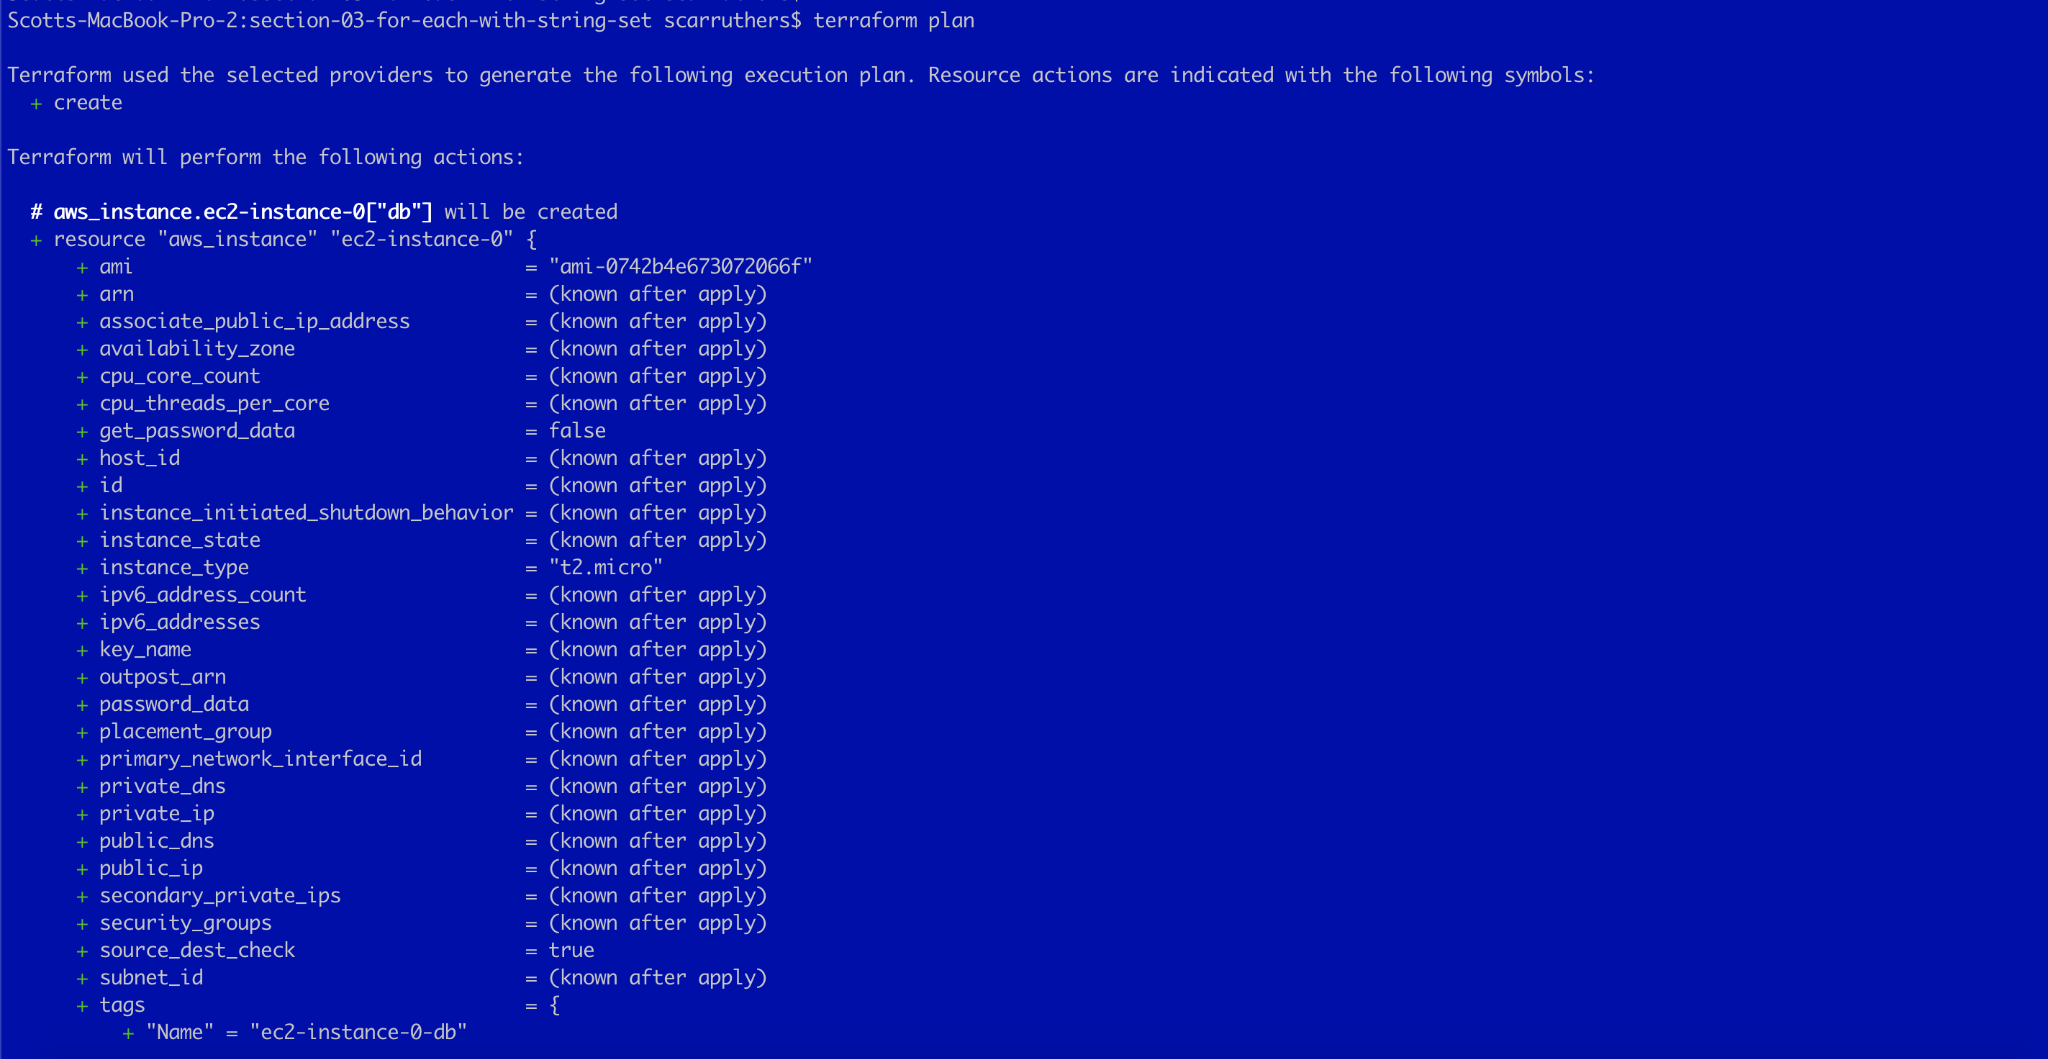 Scotts-MacBook-Pro-2:section-03-for-each-with-string-set scarruthers$ terraform plan
Terraform used the selected providers to generate the following execution plan. Resource actions are indicated with the following symbols:
+ create
Terraform will perform the following actions:
# aws_instance.ec2-instance-0["db"] will be created
+ resource "aws_instance" "ec2-instance-0" {
+ ami = "ami-0742b4e673072066f"
+ arn = (known after apply)
+ associate_public_ip_address = (known after apply)
+ availability_zone = (known after apply)
+ cpu_core_count = (known after apply)
+ cpu_threads_per_core = (known after apply)
+ get_password_data = false
+ host_id = (known after apply)
+ id = (known after apply)
+ instance_initiated_shutdown_behavior = (known after apply)
+ instance_state = (known after apply)
+ instance_type = "t2.micro"
+ ipv6_address_count = (known after apply)
+ ipv6_addresses = (known after apply)
+ key_name = (known after apply)
+ outpost_arn = (known after apply)
+ password_data = (known after apply)
+ placement_group = (known after apply)
+ primary_network_interface_id = (known after apply)
+ private_dns = (known after apply)
+ private_ip = (known after apply)
+ public_dns = (known after apply)
+ public_ip = (known after apply)
+ secondary_private_ips = (known after apply)
+ security_groups = (known after apply)
+ source_dest_check = true
+ subnet_id = (known after apply)
+ tags = {
+ "Name" = "ec2-instance-0-db"